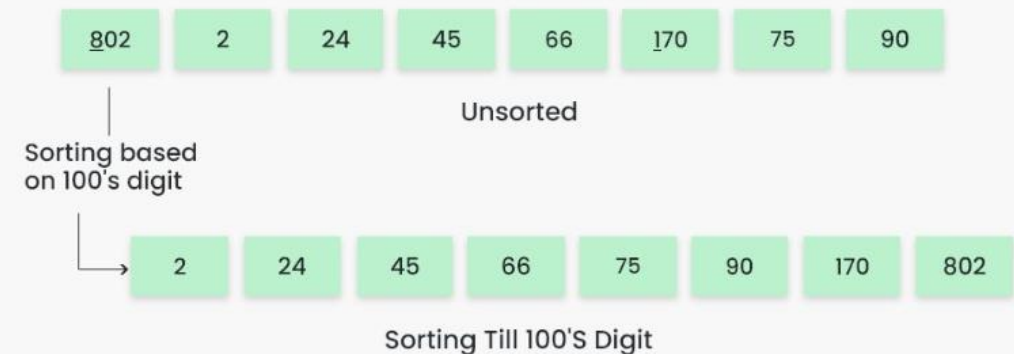 802 2 24 45 66 170 75 90
Unsorted
Sorting based
on 100's digit
2 24 45 66 75 90 170 802
Sorting Till 100'S Digit